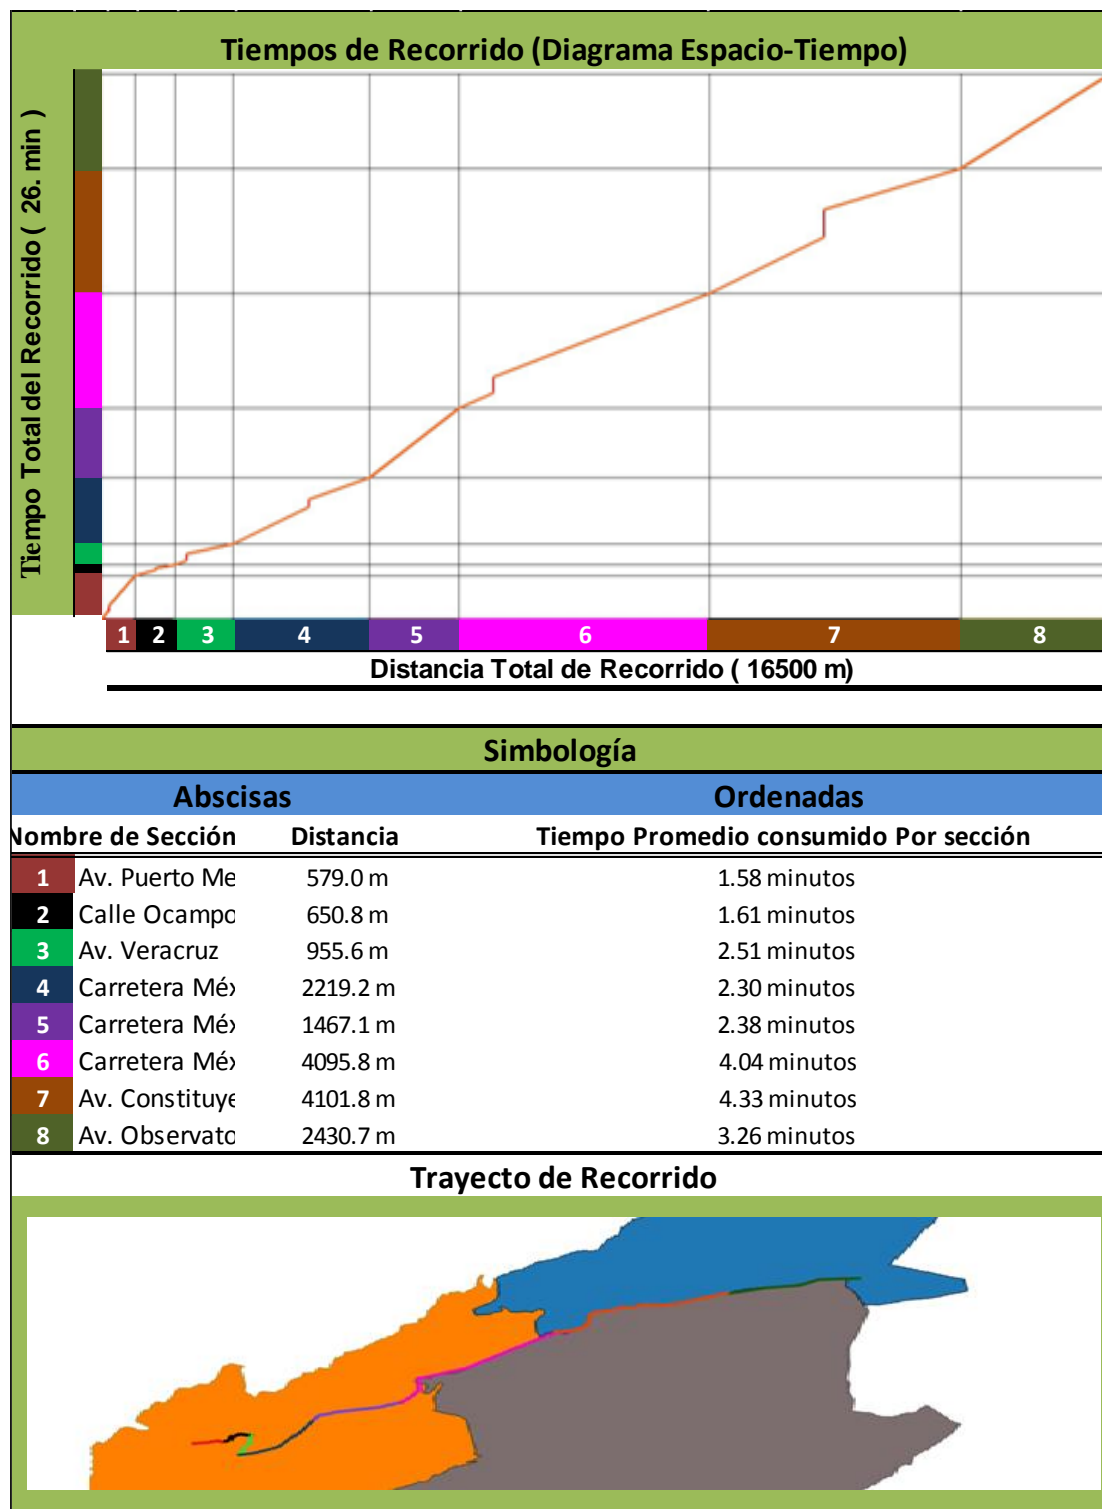 Tiempos de Recorrido (Diagrama Espacio-Tiempo)
Tiempo Total del Recorrido ( 26. min )
1 2 3 4 5 6 7 8
Distancia Total de Recorrido ( 16500 m)
Simbología
Abscisas Ordenadas
Nombre de Sección Distancia Tiempo Promedio consumido Por sección
1 Av. Puerto Me 579.0 m 1.58 minutos
2 Calle Ocampo 650.8 m 1.61 minutos
3 Av. Veracruz 955.6 m 2.51 minutos
4 Carretera Méx 2219.2 m 2.30 minutos
5 Carretera Méx 1467.1 m 2.38 minutos
6 Carretera Méx 4095.8 m 4.04 minutos
7 Av. Constituye 4101.8 m 4.33 minutos
8 Av. Observato 2430.7 m 3.26 minutos
Trayecto de Recorrido